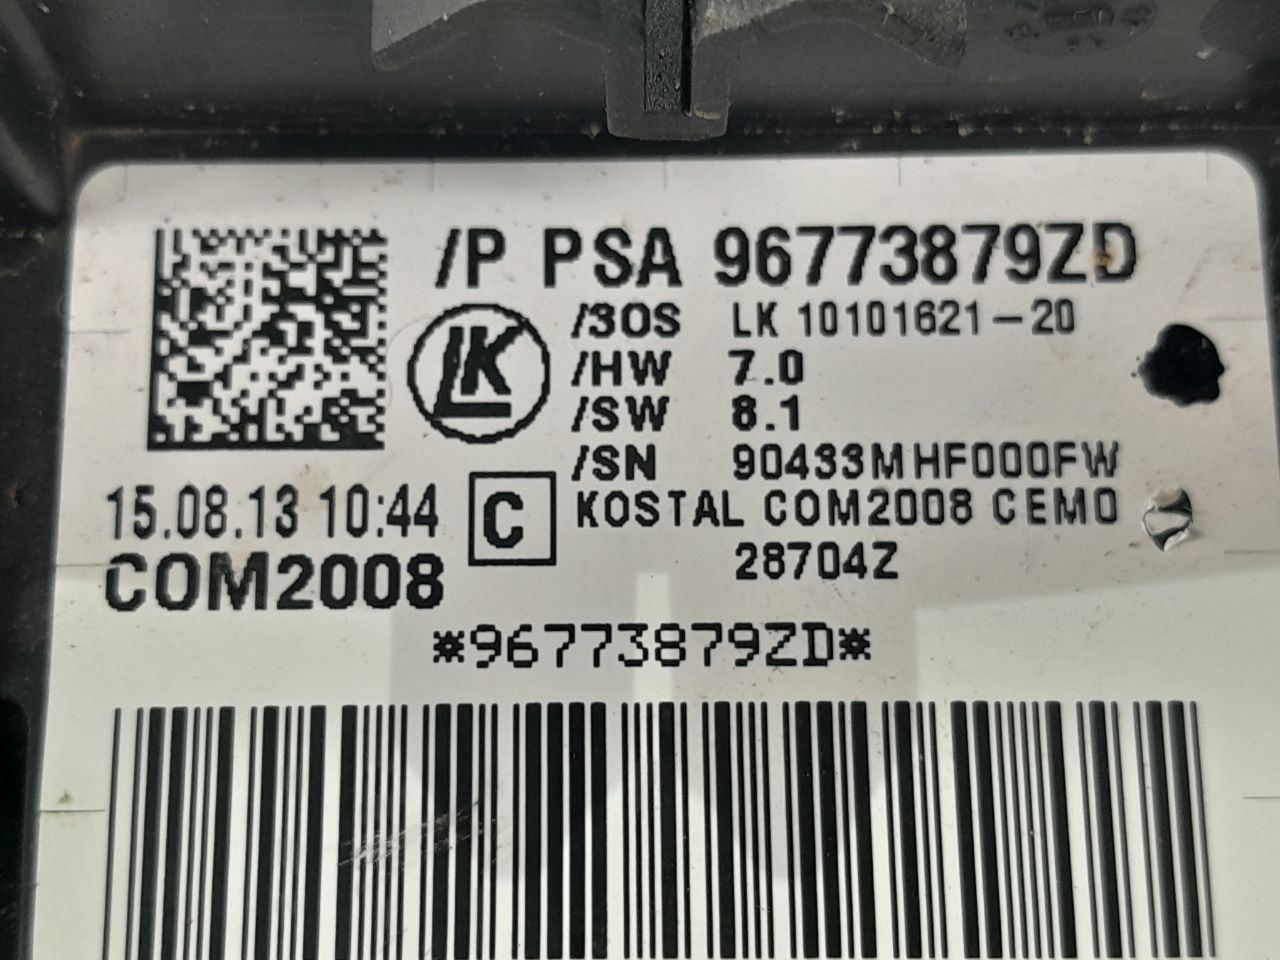 /P PSA 96773879ZD
LK
/SOS LK 10101621-20
/HW 7.0
/SW 8.1
/SN 90433MHF000FW
15.08.13 10:44
C
KOSTAL COM2008 CEMO
28704Z
COM2008
*96773879ZD*